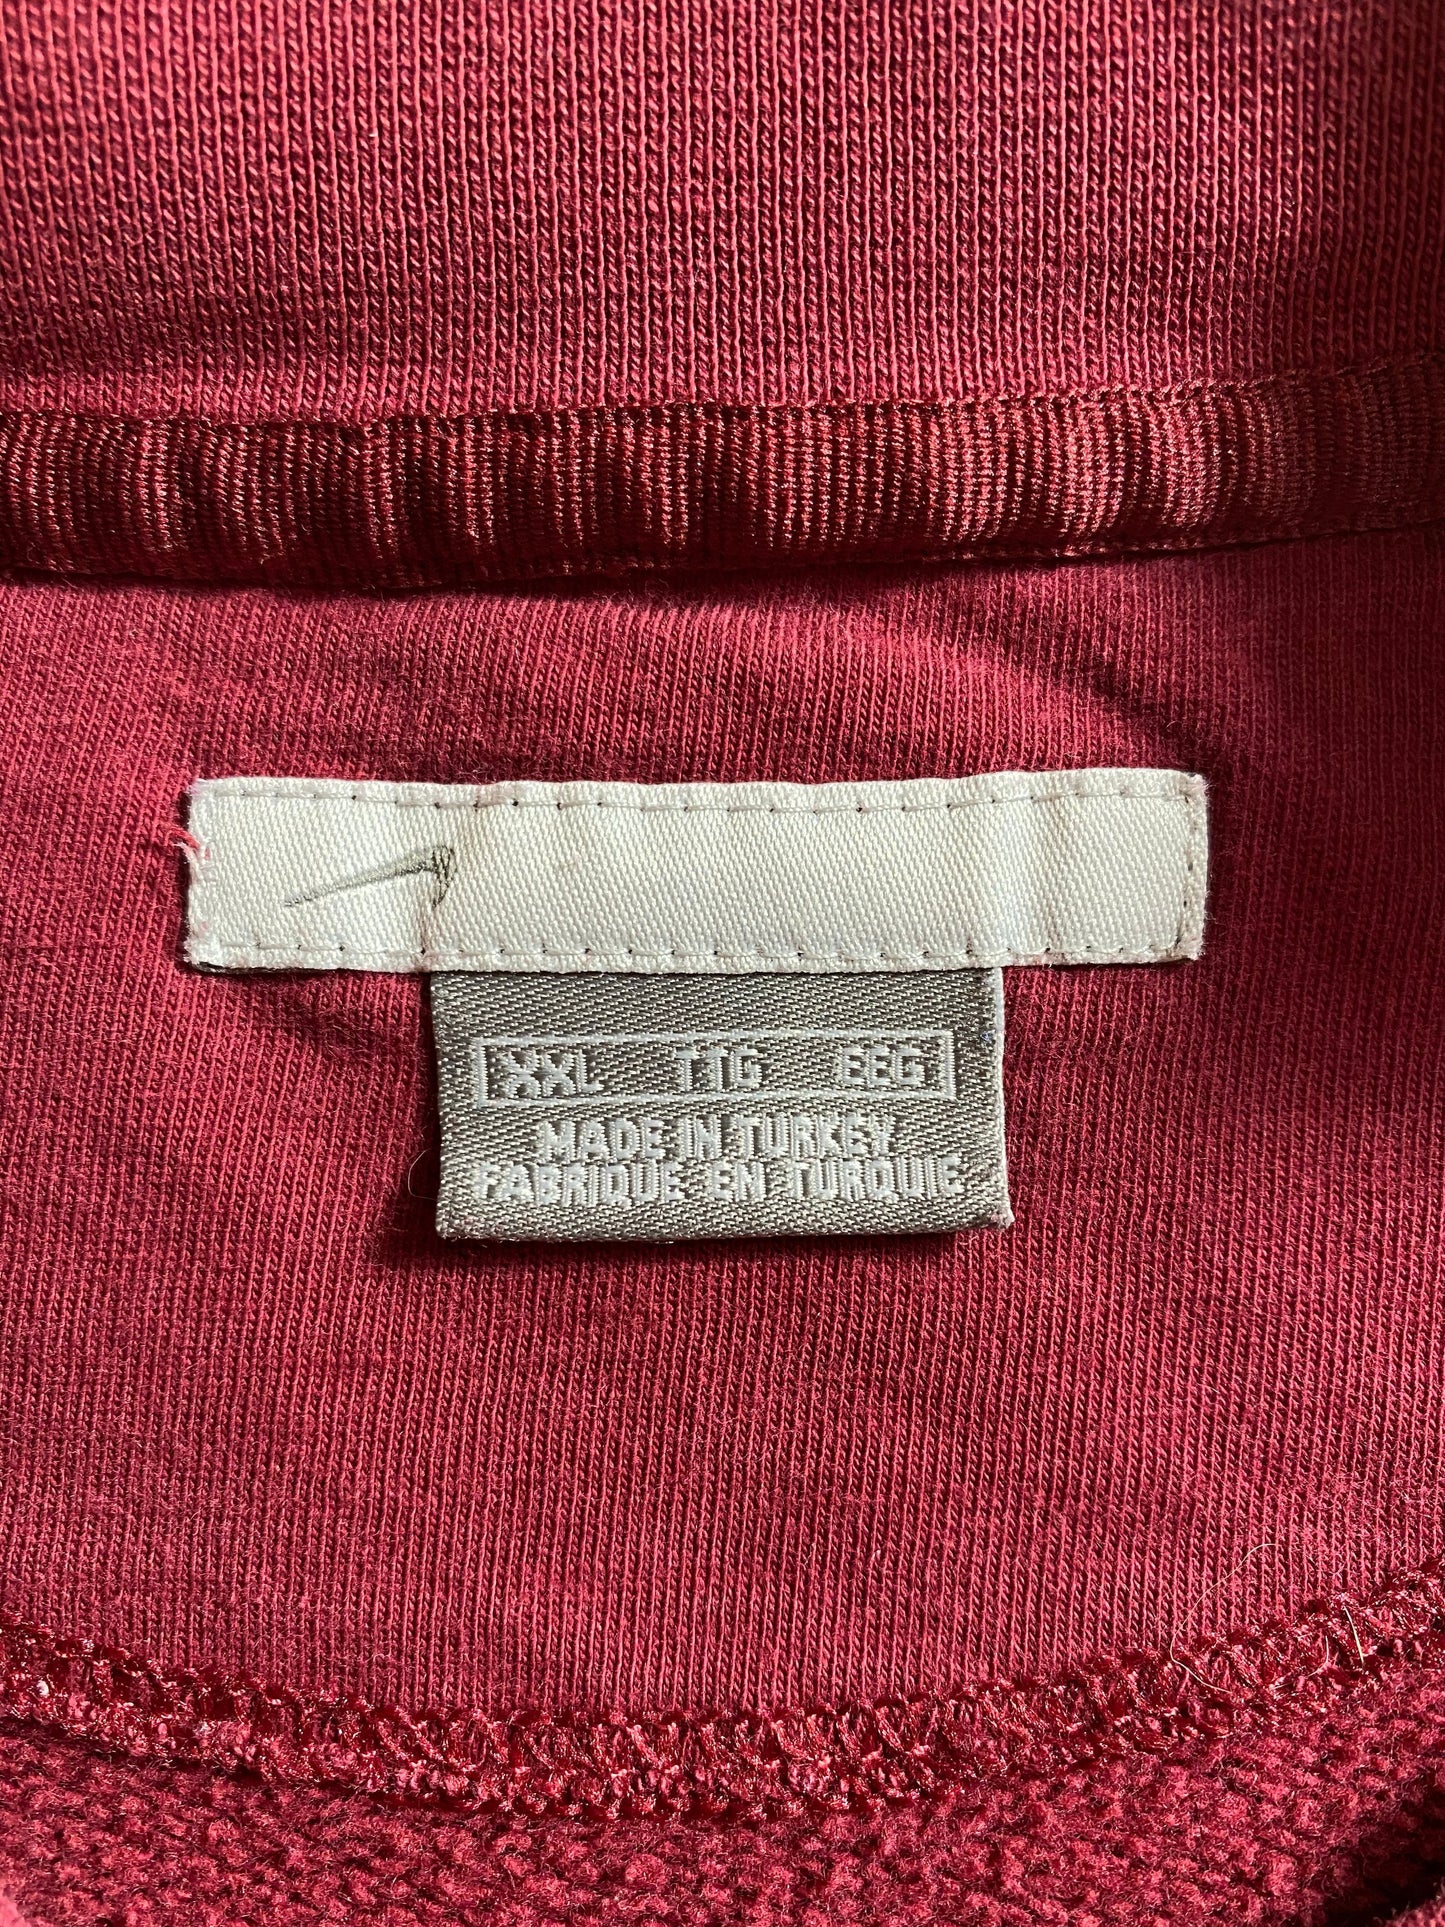 XXL TTG EEG
MADE IN TURKEY
FABRIQUE EN TURQUIE